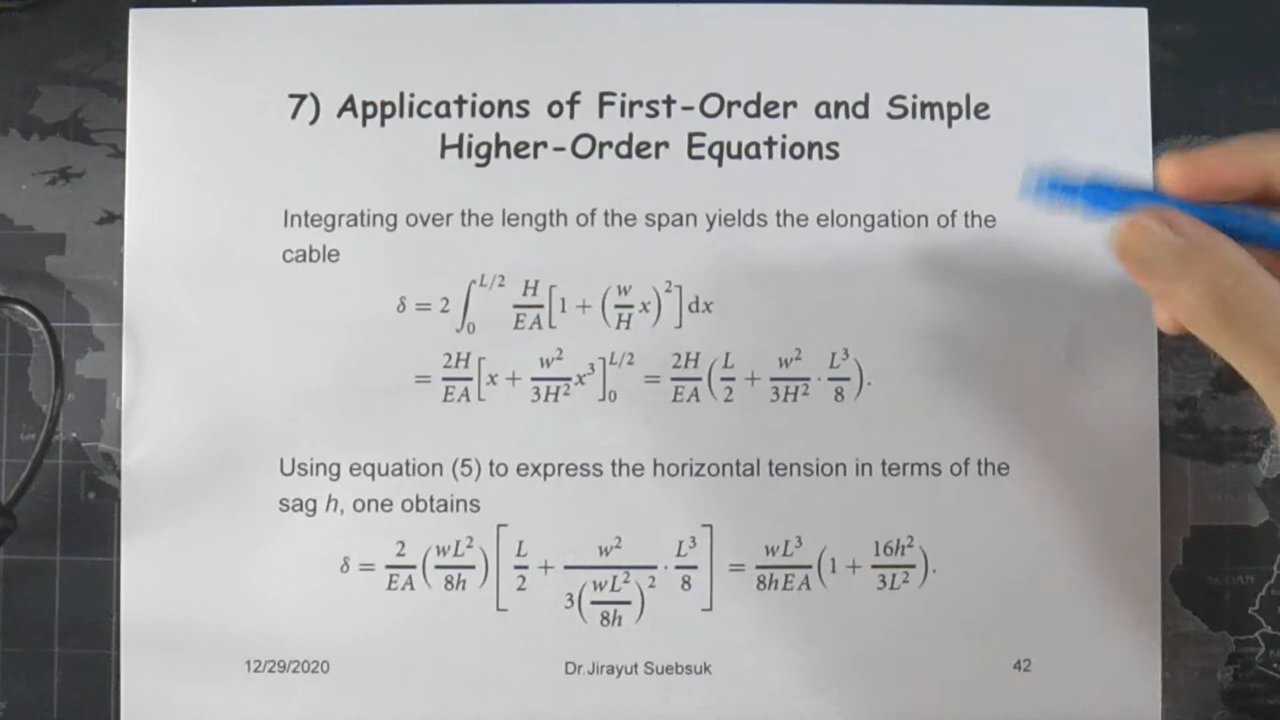 7) Applications of First-Order and Simple
Higher-Order Equations
Integrating over the length of the span yields the elongation of the
cable
δ = 2 ∫₀^{L/2} H/EA [1 + (w/H x)²] dx
= 2H/EA [x + w²/3H² x³]₀^{L/2} = 2H/EA (L/2 + w²/3H² · L³/8).
Using equation (5) to express the horizontal tension in terms of the
sag h, one obtains
δ = 2/EA (wL²/8h) [L/2 + w²/3(wL²/8h)² · L³/8] = wL³/8hEA (1 + 16h²/3L²).
12/29/2020 Dr.Jirayut Suebsuk 42